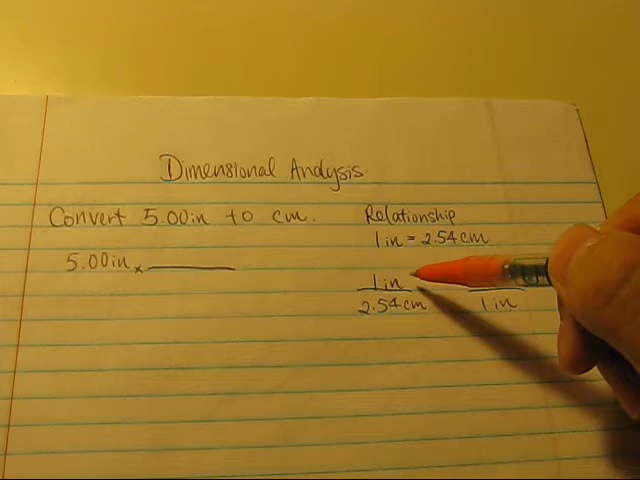 Dimensional Analysis
Convert 5.00in to cm.
Relationship
1 in = 2.54 cm
5.00in x
1 in
2.54 cm
1 in